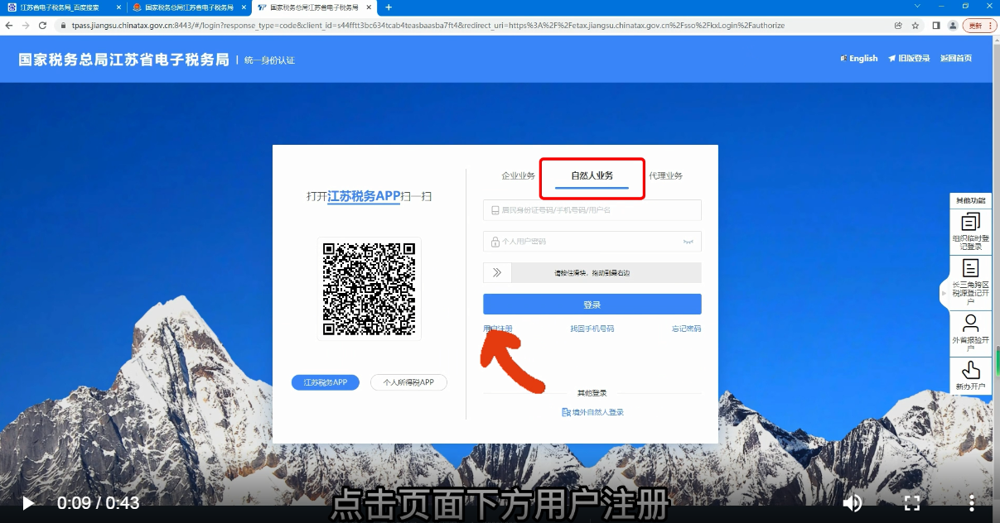 江苏省电子税务局_百度搜索
国家税务总局江苏省电子税务局
国家税务总局江苏省电子税务局
tpass.jiangsu.chinatax.gov.cn:8443/#/login?response_type=code&client_id=s44fftt3bc634tcab4teasbaasba7ft4&redirect_uri=https%3A%2F%2Fetax.jiangsu.chinatax.gov.cn%2Fsso%2FkxLogin%2Fauthorize
更新
国家税务总局江苏省电子税务局 | 统一身份认证
English 旧版登录 返回首页
打开江苏税务APP扫一扫
江苏税务APP
个人所得税APP
企业业务
自然人业务
代理业务
居民身份证号码/手机号码/用户名
个人用户密码
请按住滑块，拖动到最右边
登录
用户注册
找回手机号码
忘记密码
其他登录
境外自然人登录
其他功能
组织临时登
记登录
长三角跨区
税源登记开
户
外省报验开
户
新办开户
点击页面下方用户注册
0:09 / 0:43